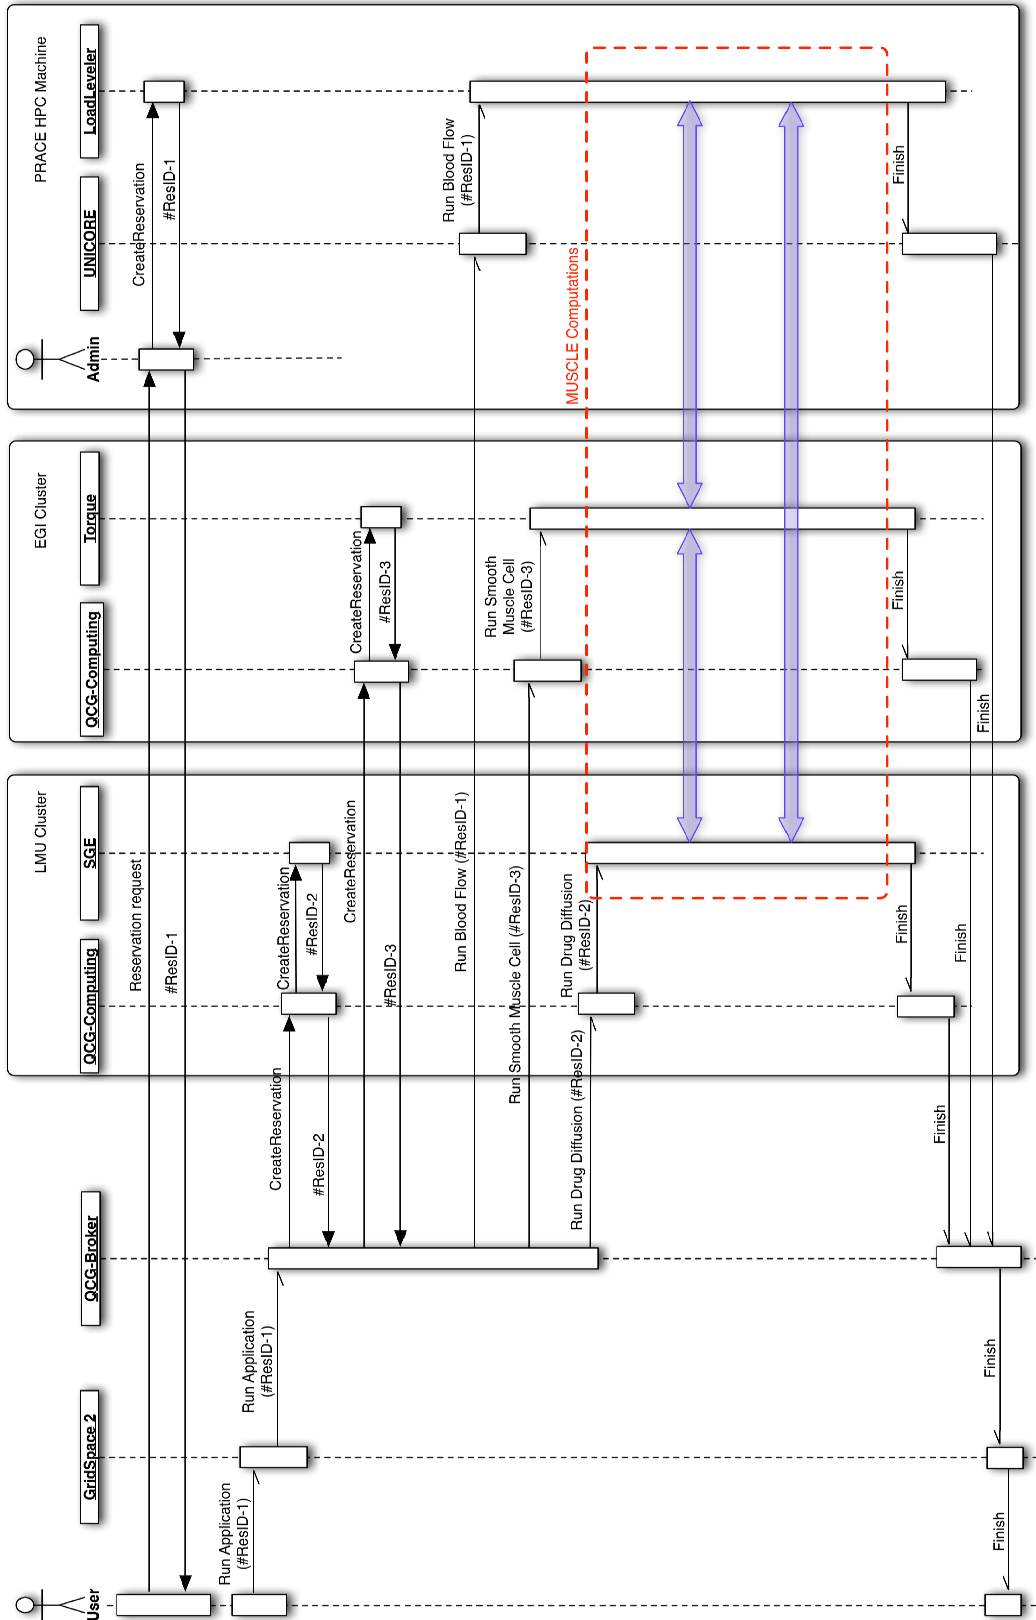 User
GridSpace 2
QCG-Broker
LMU Cluster
QCG-Computing
SGE
EGI Cluster
QCG-Computing
Torque
PRACE HPC Machine
Admin
UNICORE
LoadLeveler
Reservation request
#ResID-1
CreateReservation
#ResID-1
Run Application
(#ResID-1)
Run Application
(#ResID-1)
CreateReservation
#ResID-2
CreateReservation
#ResID-2
CreateReservation
#ResID-3
CreateReservation
#ResID-3
Run Blood Flow (#ResID-1)
Run Blood Flow
(#ResID-1)
Run Smooth Muscle Cell (#ResID-3)
Run Smooth
Muscle Cell
(#ResID-3)
Run Drug Diffusion (#ResID-2)
Run Drug Diffusion
(#ResID-2)
MUSCLE Computations
Finish
Finish
Finish
Finish
Finish
Finish
Finish
Finish